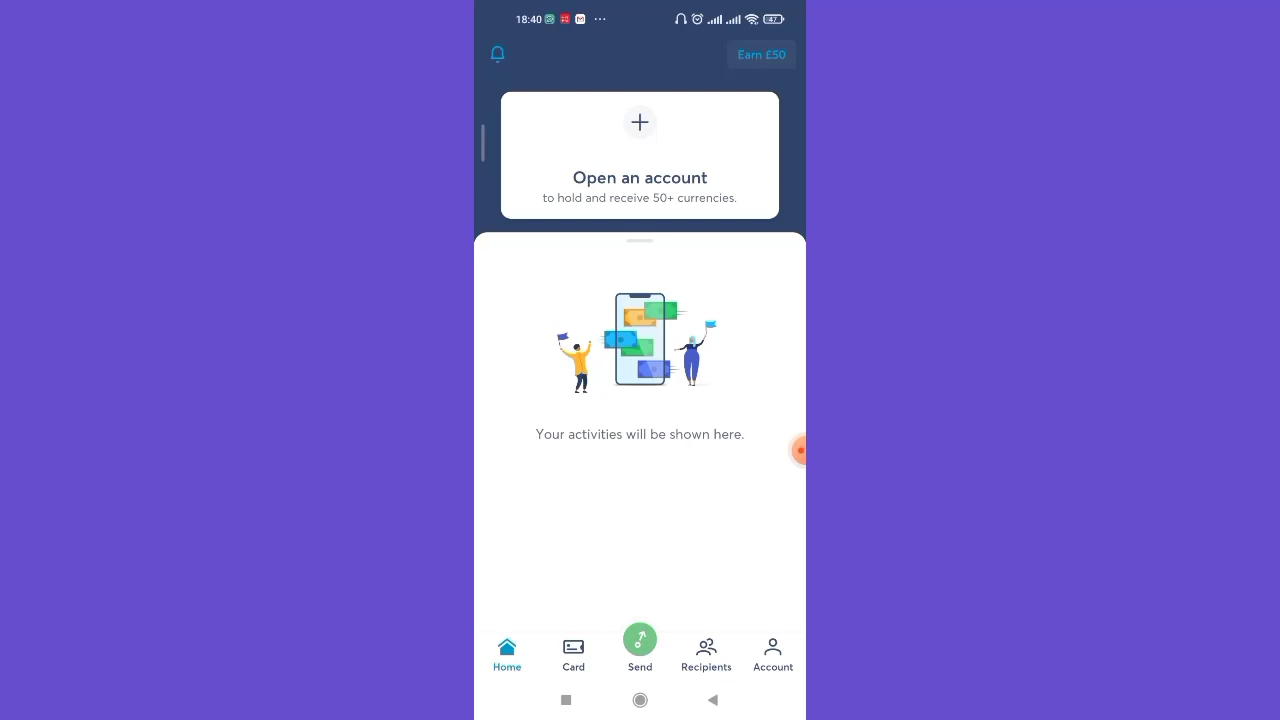 18:40 ... 47
Earn £50
Open an account
to hold and receive 50+ currencies.
Your activities will be shown here.
Home Card Send Recipients Account